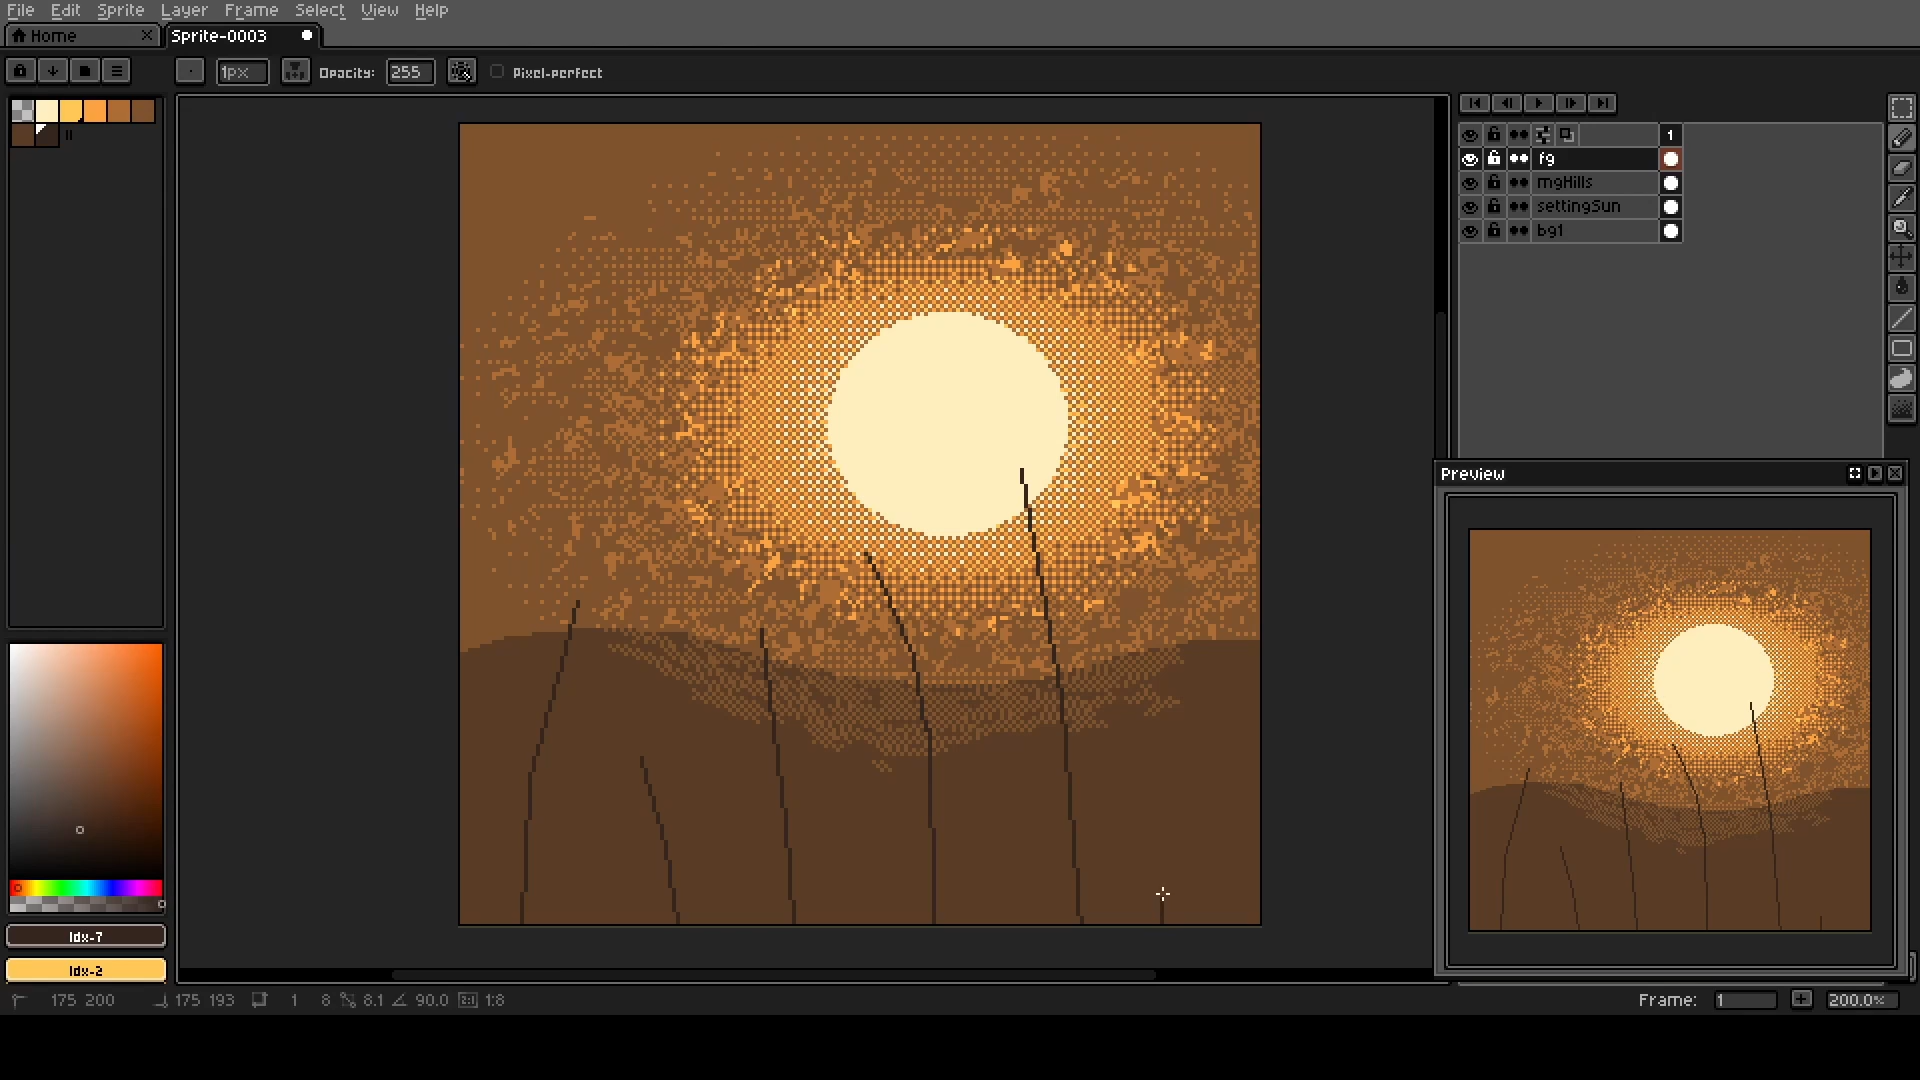 File Edit Sprite Layer Frame Select View Help
Home Sprite-0003
1px Opacity: 255 Pixel-perfect
1
fg
mgHills
settingSun
bg1
Preview
Idx-7
Idx-2
175 200 175 193 1 8 8.1 90.0 1:8 Frame: 1 200.0%